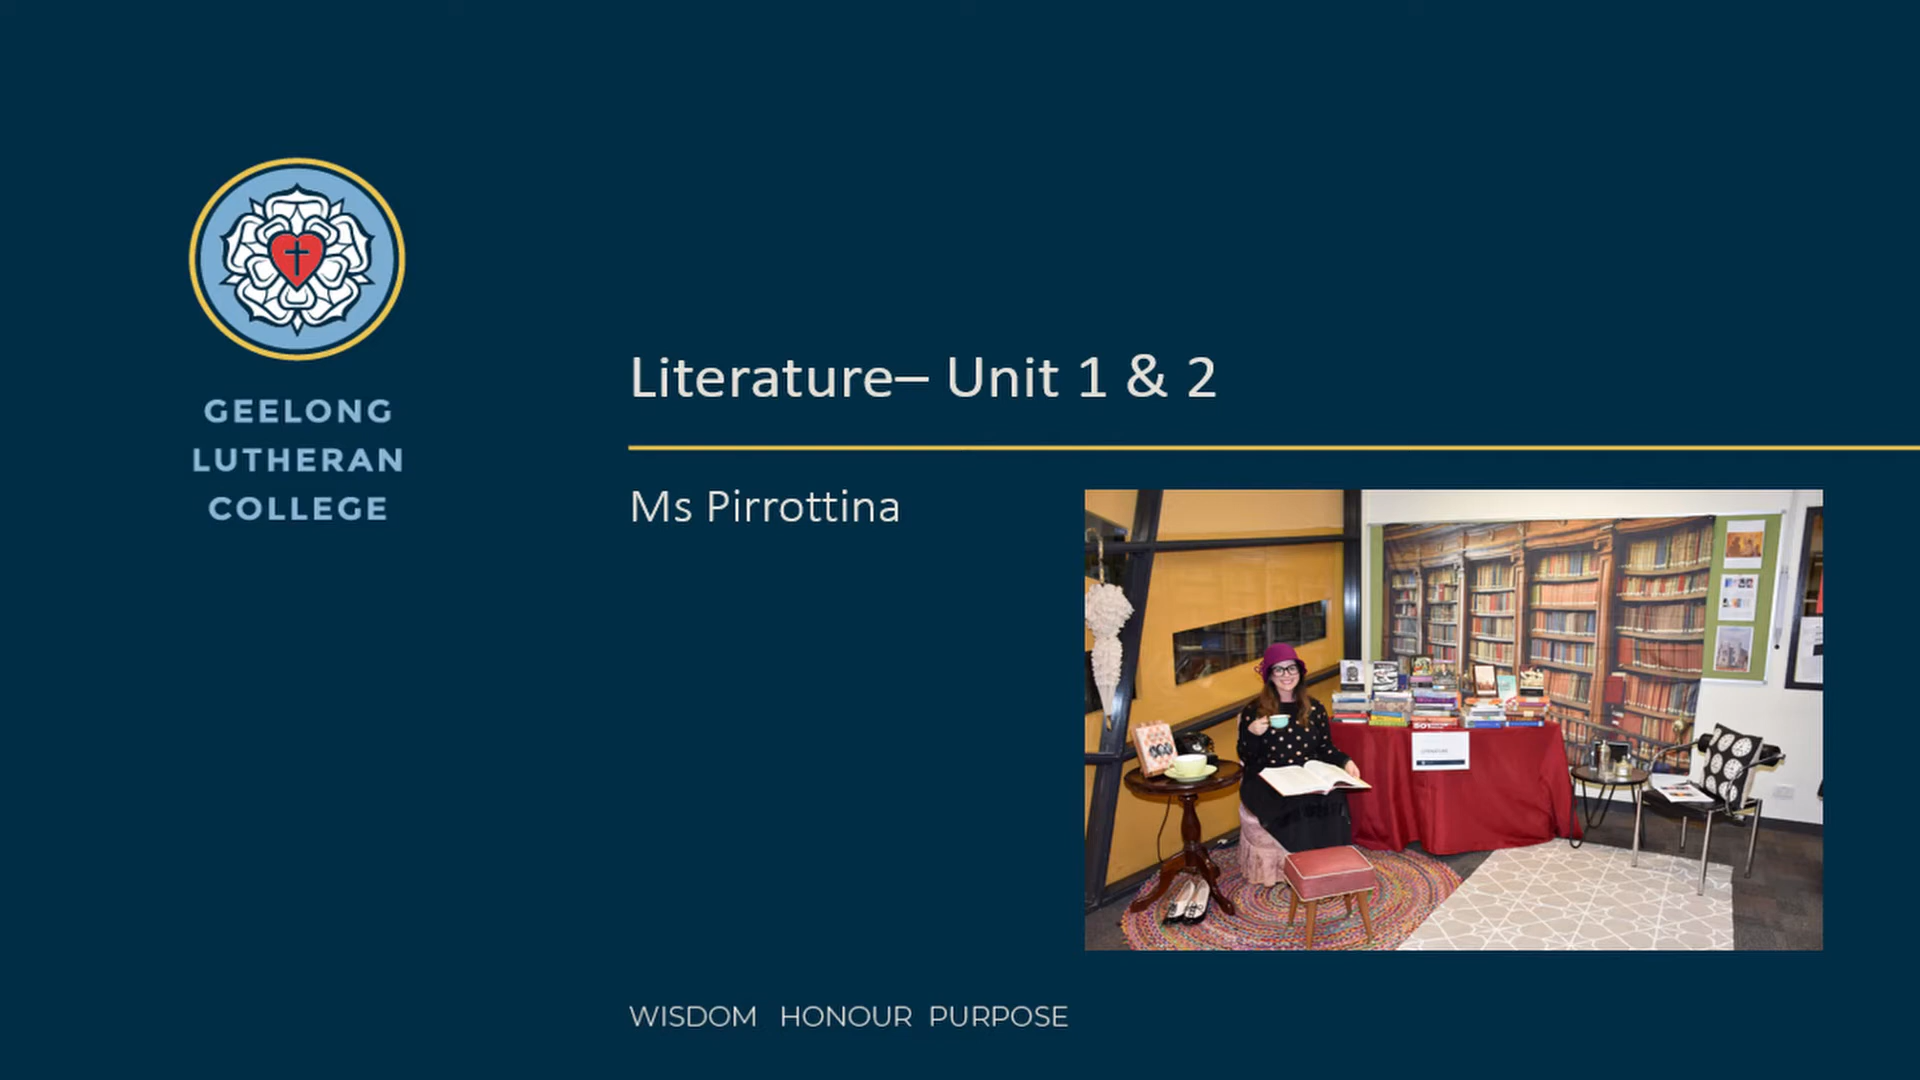 GEELONG
LUTHERAN
COLLEGE
Literature– Unit 1 & 2
Ms Pirrottina
WISDOM HONOUR PURPOSE